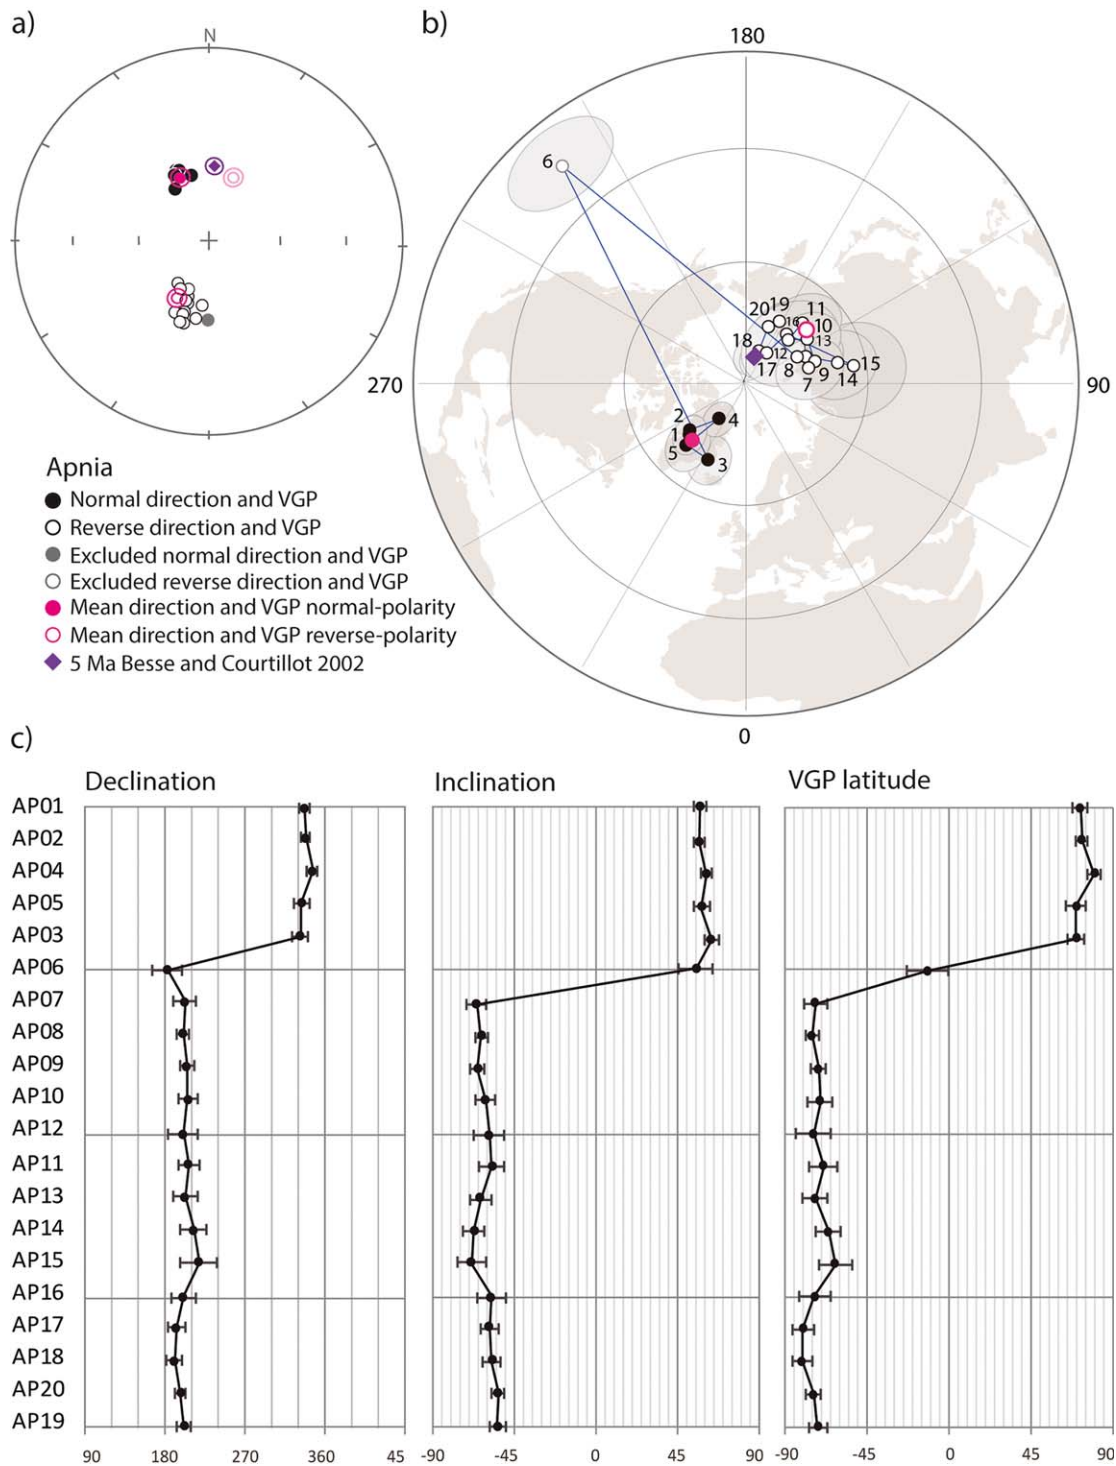 a)
N
Apnia
Normal direction and VGP
Reverse direction and VGP
Excluded normal direction and VGP
Excluded reverse direction and VGP
Mean direction and VGP normal-polarity
Mean direction and VGP reverse-polarity
5 Ma Besse and Courtillot 2002
b)
180
6
20 19 11
16 10
18 13
12 15
17 8 9 14
7
270
90
2
4
1
5
3
0
c)
Declination Inclination VGP latitude
AP01
AP02
AP04
AP05
AP03
AP06
AP07
AP08
AP09
AP10
AP12
AP11
AP13
AP14
AP15
AP16
AP17
AP18
AP20
AP19
90 180 270 360 45 -90 -45 0 45 -90 -45 0 45 90